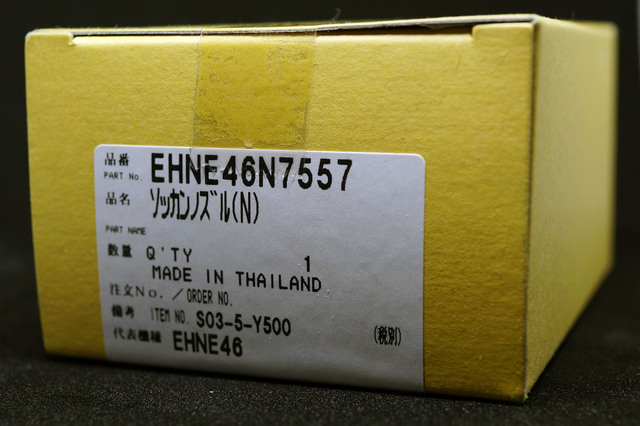 品番 EHNE46N7557
PART No.
品名 ソッカンノズル(N)
PART NAME
数量 Q'TY 1
MADE IN THAILAND
注文No. / ORDER NO.
備考 ITEM NO. S03-5-Y500 (税別)
代表機種 EHNE46